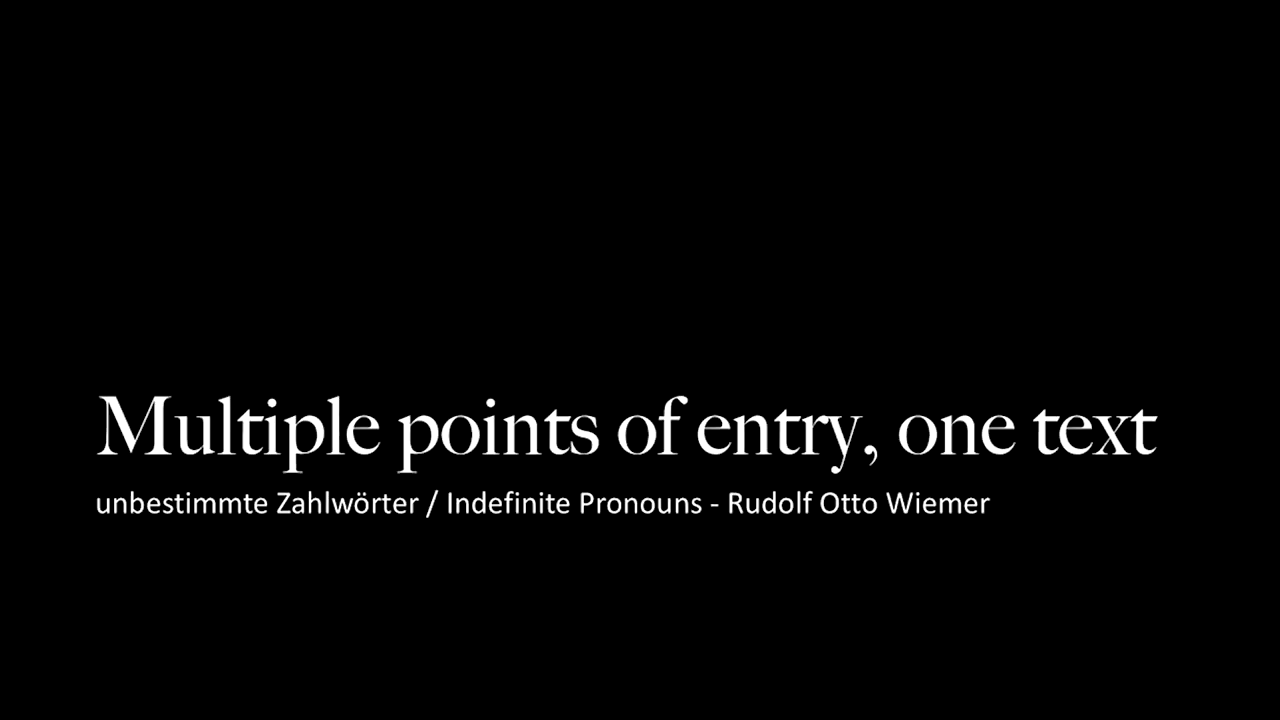 Multiple points of entry, one text
unbestimmte Zahlwörter / Indefinite Pronouns - Rudolf Otto Wiemer